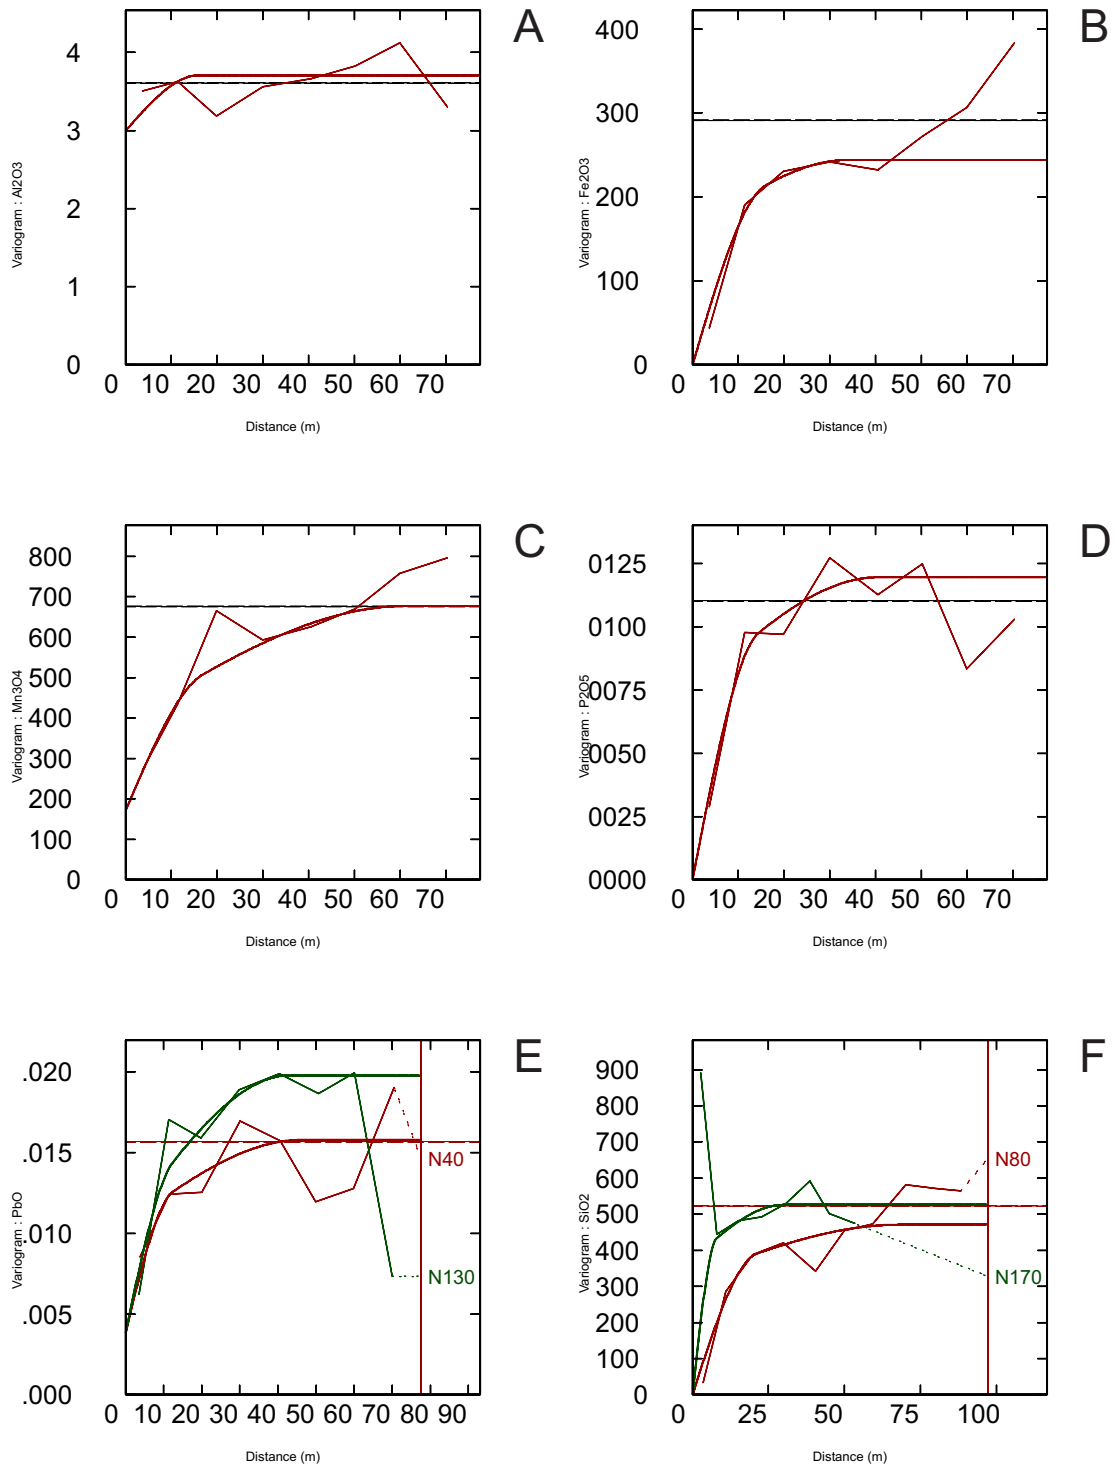 A
Variogram : Al2O3
4
3
2
1
0
0 10 20 30 40 50 60 70
Distance (m)
B
Variogram : Fe2O3
400
300
200
100
0
0 10 20 30 40 50 60 70
Distance (m)
C
Variogram : Mn3O4
800
700
600
500
400
300
200
100
0
0 10 20 30 40 50 60 70
Distance (m)
D
Variogram : P2O5
0125
0100
0075
0050
0025
0000
0 10 20 30 40 50 60 70
Distance (m)
E
Variogram : PbO
.020
.015
.010
.005
.000
N40
N130
0 10 20 30 40 50 60 70 80 90
Distance (m)
F
Variogram : SiO2
900
800
700
600
500
400
300
200
100
0
N80
N170
0 25 50 75 100
Distance (m)